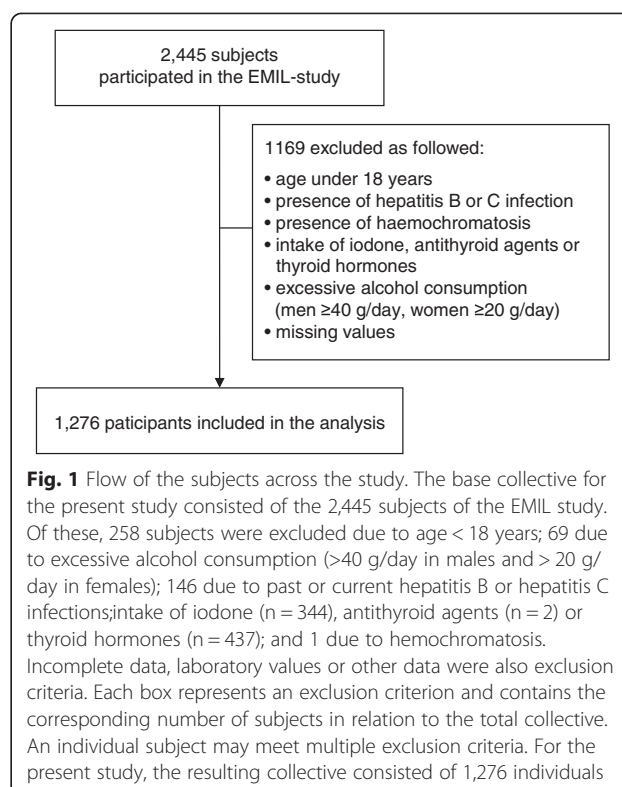 2,445 subjects
participated in the EMIL-study
1169 excluded as followed:
• age under 18 years
• presence of hepatitis B or C infection
• presence of haemochromatosis
• intake of iodone, antithyroid agents or
thyroid hormones
• excessive alcohol consumption
(men ≥40 g/day, women ≥20 g/day)
• missing values
1,276 paticipants included in the analysis
Fig. 1 Flow of the subjects across the study. The base collective for
the present study consisted of the 2,445 subjects of the EMIL study.
Of these, 258 subjects were excluded due to age < 18 years; 69 due
to excessive alcohol consumption (>40 g/day in males and > 20 g/
day in females); 146 due to past or current hepatitis B or hepatitis C
infections;intake of iodone (n = 344), antithyroid agents (n = 2) or
thyroid hormones (n = 437); and 1 due to hemochromatosis.
Incomplete data, laboratory values or other data were also exclusion
criteria. Each box represents an exclusion criterion and contains the
corresponding number of subjects in relation to the total collective.
An individual subject may meet multiple exclusion criteria. For the
present study, the resulting collective consisted of 1,276 individuals